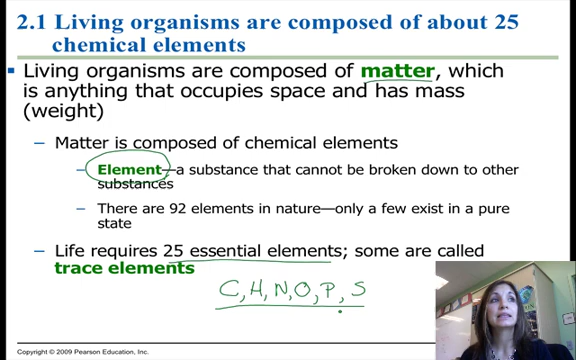 2.1 Living organisms are composed of about 25
chemical elements
Living organisms are composed of matter, which
is anything that occupies space and has mass
(weight)
– Matter is composed of chemical elements
– Element—a substance that cannot be broken down to other
substances
– There are 92 elements in nature—only a few exist in a pure
state
– Life requires 25 essential elements; some are called
trace elements
C, H, N, O, P, S
Copyright © 2009 Pearson Education, Inc.